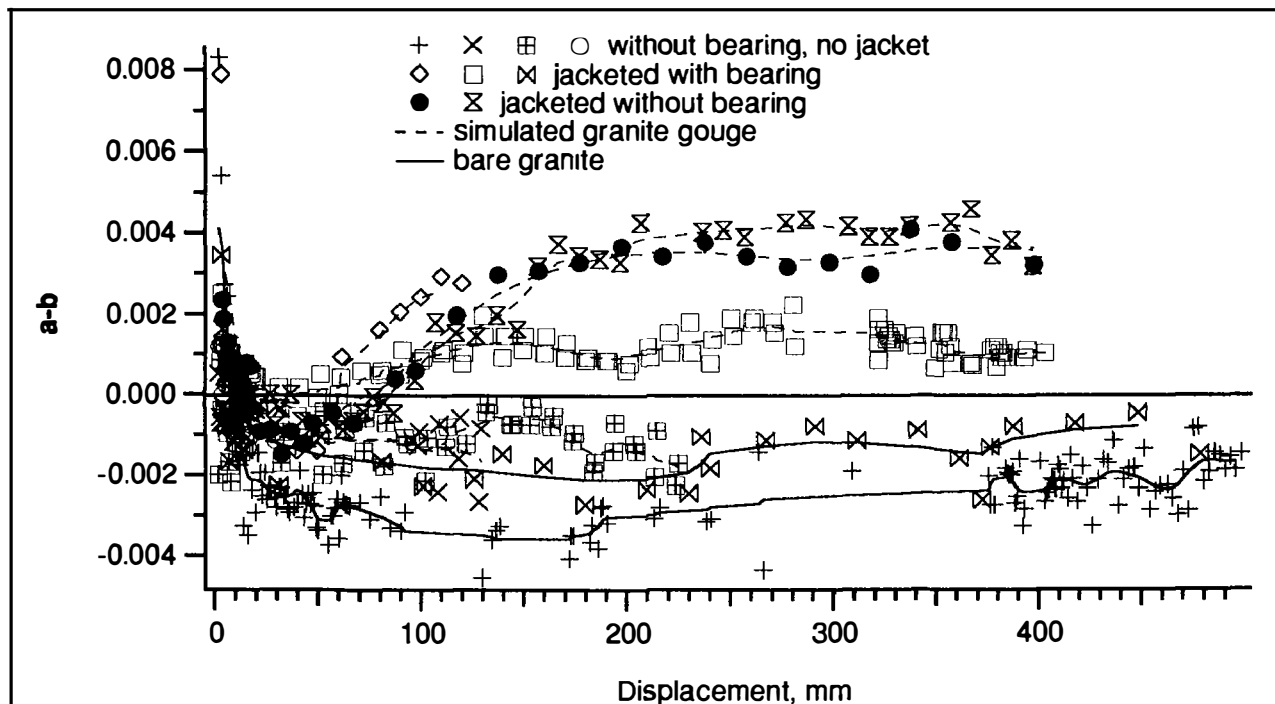 without bearing, no jacket
jacketed with bearing
jacketed without bearing
simulated granite gouge
bare granite
0.008
0.006
0.004
0.002
0.000
-0.002
-0.004
a-b
0 100 200 300 400
Displacement, mm